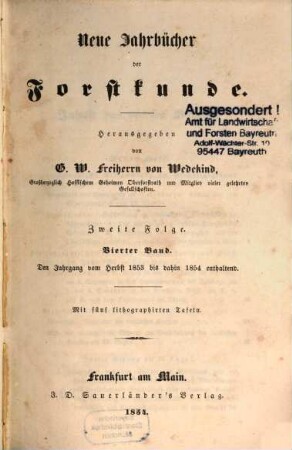 Neue Jahrbücher
der
Forstkunde.
Herausgegeben
von
G. W. Freiherrn von Wedekind,
Großherzoglich Hessischem Geheimen Oberforstrath und Mitglied vieler gelehrten
Gesellschaften.
Zweite Folge.
Vierter Band.
Den Jahrgang vom Herbst 1853 bis dahin 1854 enthaltend.
Mit fünf lithographirten Tafeln.
Frankfurt am Main.
J. D. Sauerländer's Verlag.
1854.
Ausgesondert !
Amt für Landwirtscha
und Forsten Bayreuth
Adolf-Wächter-Str. 10
95447 Bayreuth